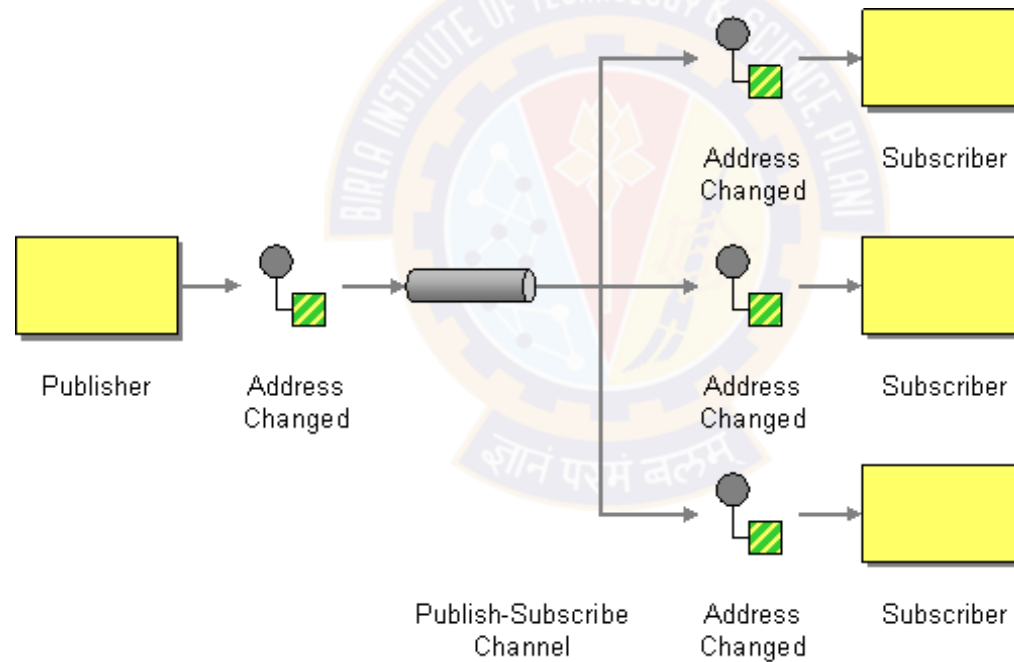 BIRLA INSTITUTE OF TECHNOLOGY & SCIENCE, PILANI
Address
Changed
Subscriber
Publisher
Address
Changed
Address
Changed
Subscriber
ज्ञानं परमं बलम्
Publish-Subscribe
Channel
Address
Changed
Subscriber